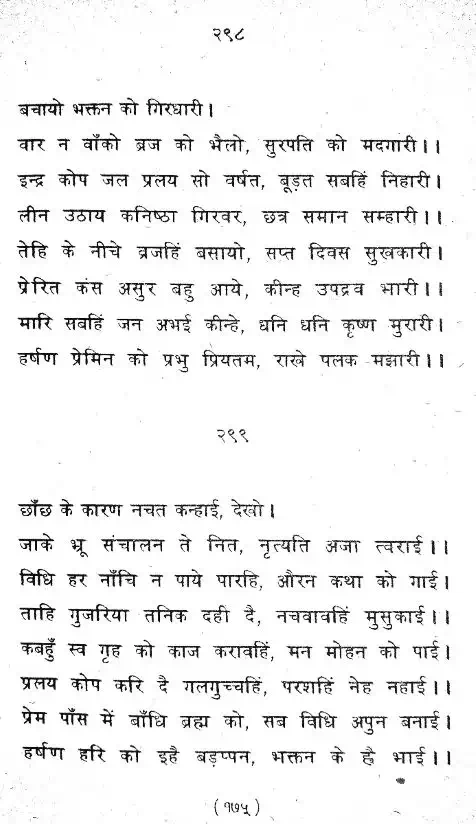 २९८
बचायो भक्तन को गिरधारी।
वार न वाँको ब्रज को भैलो, सुरपति को मदगारी।।
इन्द्र कोप जल प्रलय सो वर्षत, बूड़त सबहिं निहारी।
लीन उठाय कनिष्ठा गिरवर, छत्र समान सम्हारी।।
तेहि के नीचे ब्रजहिं बसायो, सप्त दिवस सुखकारी।
प्रेरित कंस असुर बहु आये, कीन्ह उपद्रव भारी।।
मारि सबहिं जन अभई कीन्हे, धनि धनि कृष्ण मुरारी।
हर्षण प्रेमिन को प्रभु प्रियतम, राखे पलक मझारी।।
२९९
छाँछ के कारण नचत कन्हाई, देखो।
जाके भ्रू संचालन ते नित, नृत्यति अजा त्वराई।।
विधि हर नाँचि न पाये पारहि, औरन कथा को गाई।
ताहि गुजरिया तनिक दही दै, नचवावहिं मुसुकाई।।
कबहुँ स्व गृह को काज करावहिं, मन मोहन को पाई।
प्रलय कोप करि दै गलगुच्चहिं, परशहिं नेह नहाई।।
प्रेम पाँस में बाँधि ब्रह्म को, सब विधि अपुन बनाई।
हर्षण हरि को इहै बड़प्पन, भक्तन के ह्वै भाई।।
(१७५)